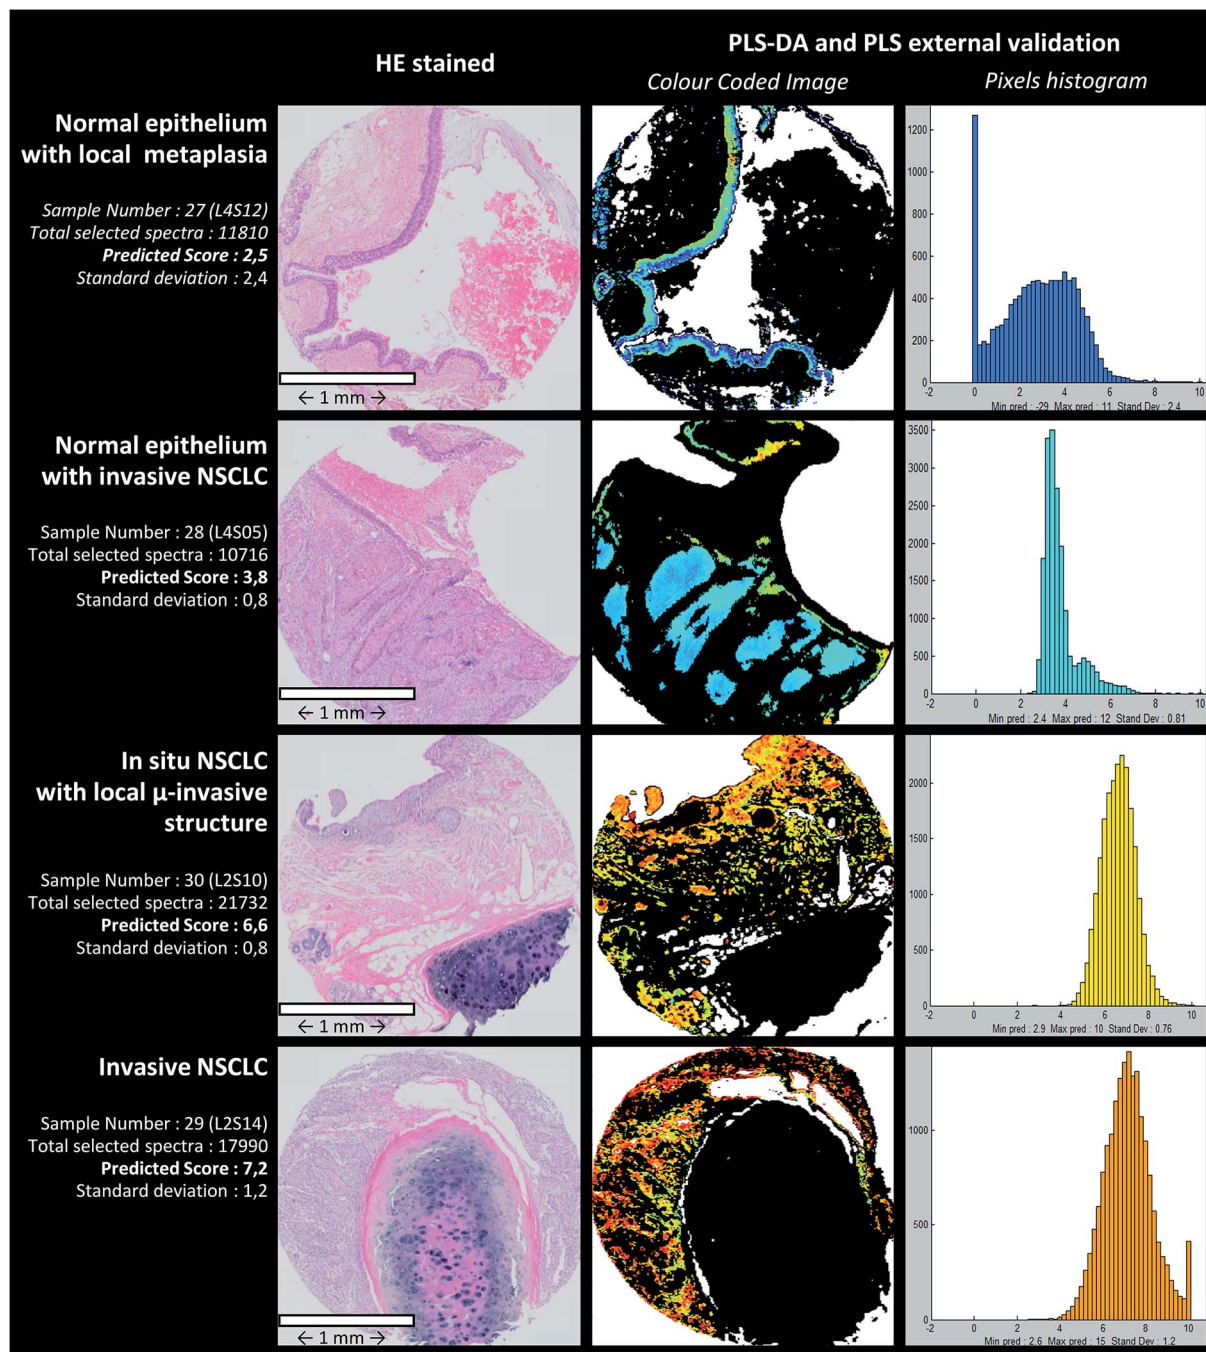 HE stained
PLS-DA and PLS external validation
Colour Coded Image
Pixels histogram
Normal epithelium
with local metaplasia
Sample Number : 27 (L4S12)
Total selected spectra : 11810
Predicted Score : 2,5
Standard deviation : 2,4
← 1 mm →
1200
1000
800
600
400
200
0
-2 0 2 4 6 8 10
Min pred : -29 Max pred : 11 Stand Dev : 2.4
Normal epithelium
with invasive NSCLC
Sample Number : 28 (L4S05)
Total selected spectra : 10716
Predicted Score : 3,8
Standard deviation : 0,8
← 1 mm →
3500
3000
2500
2000
1500
1000
500
0
-2 0 2 4 6 8 10
Min pred : 2.4 Max pred : 12 Stand Dev : 0.81
In situ NSCLC
with local µ-invasive
structure
Sample Number : 30 (L2S10)
Total selected spectra : 21732
Predicted Score : 6,6
Standard deviation : 0,8
← 1 mm →
2000
1500
1000
500
0
-2 0 2 4 6 8 10
Min pred : 2.9 Max pred : 10 Stand Dev : 0.76
Invasive NSCLC
Sample Number : 29 (L2S14)
Total selected spectra : 17990
Predicted Score : 7,2
Standard deviation : 1,2
← 1 mm →
1000
500
0
-2 0 2 4 6 8 10
Min pred : 2.6 Max pred : 15 Stand Dev : 1.2